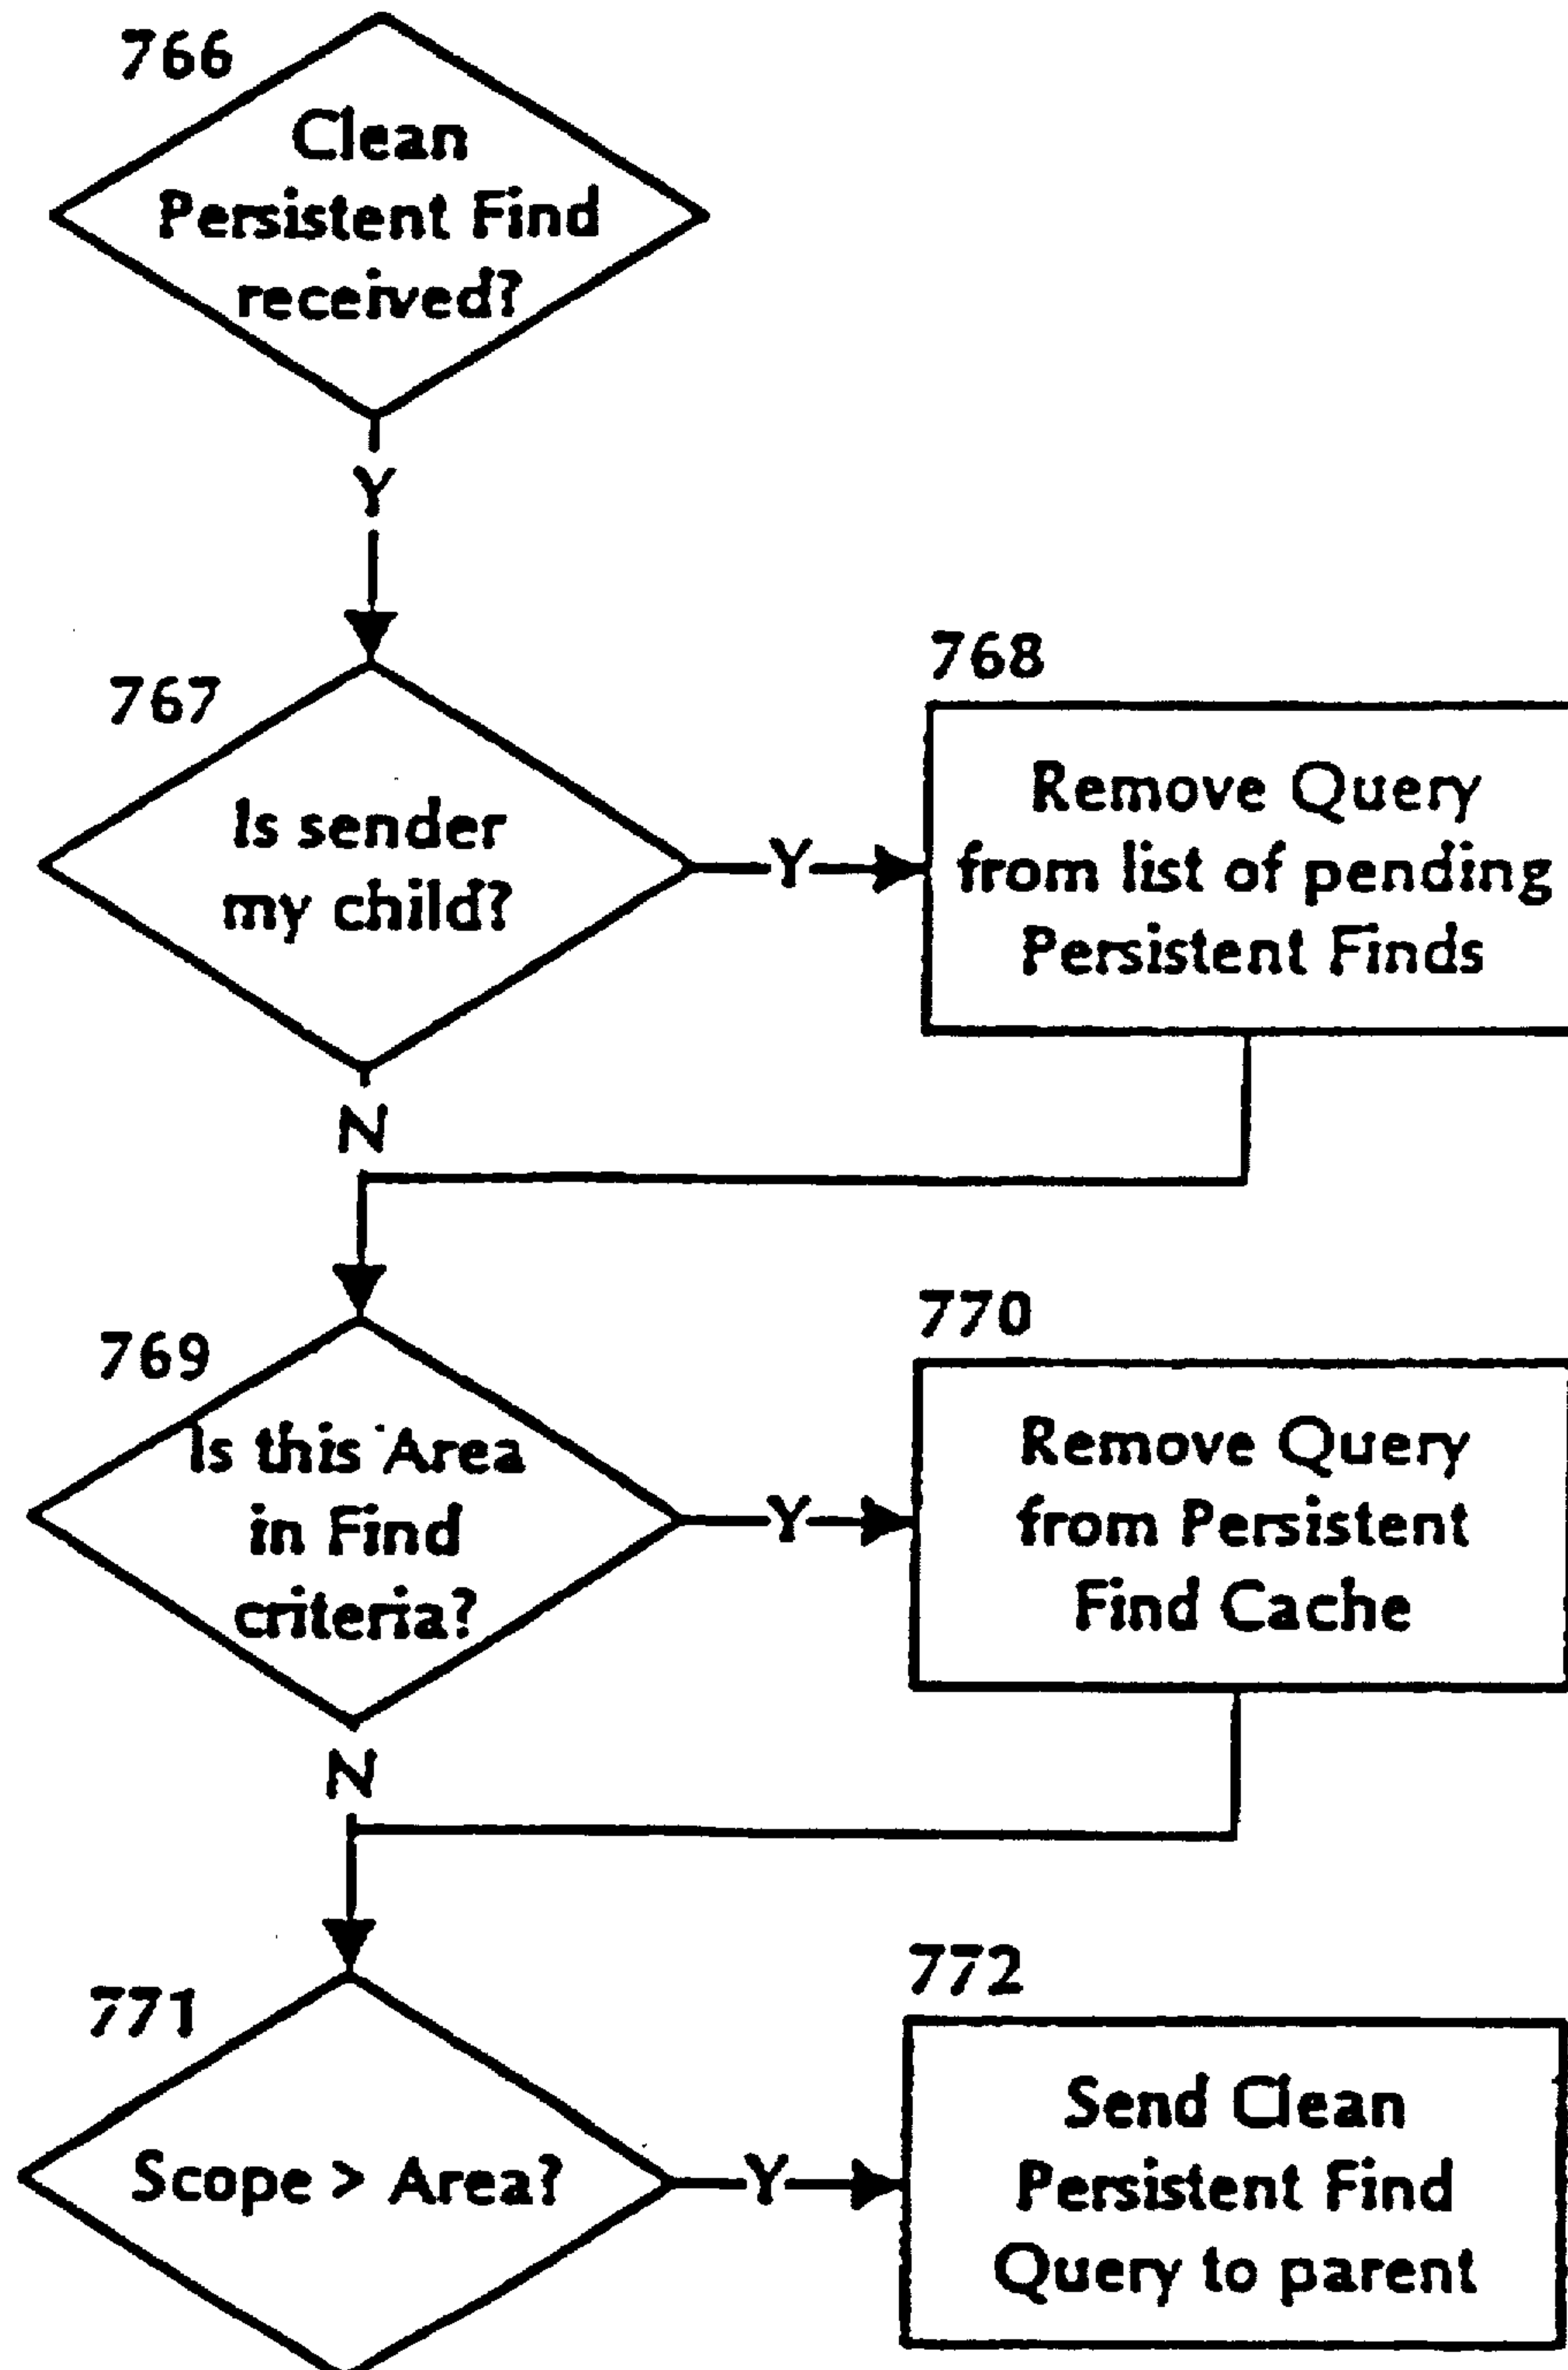 766
Clean
Persistent Find
received?
Y
767
Is sender
my child?
Y
768
Remove Query
from list of pending
Persistent Finds
N
769
Is this Area
in Find
criteria?
Y
770
Remove Query
from Persistent
Find Cache
N
771
Scope > Area?
Y
772
Send Clean
Persistent Find
Query to parent